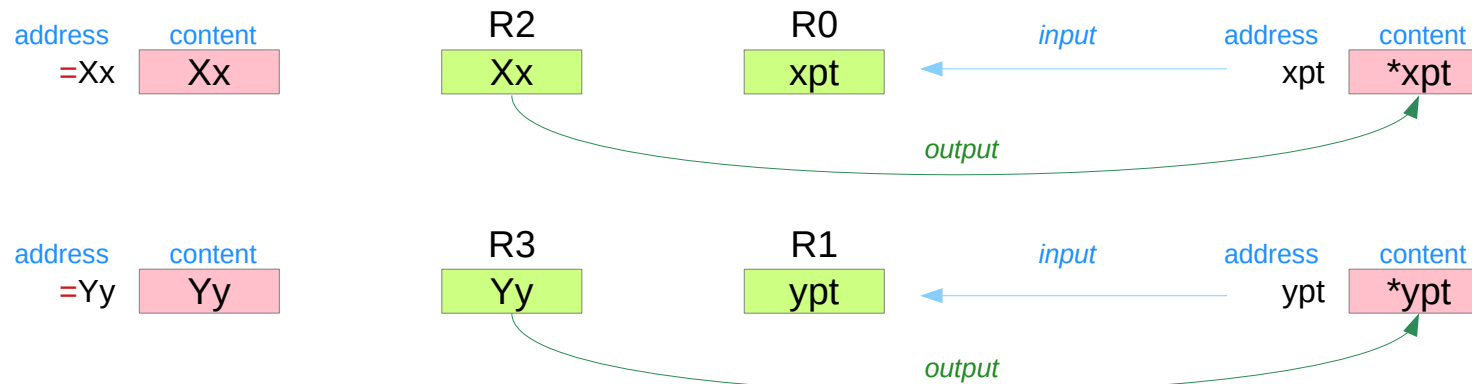 R2 R0
address content input address content
=Xx Xx Xx xpt xpt *xpt
output
R3 R1
address content input address content
=Yy Yy Yy ypt ypt *ypt
output